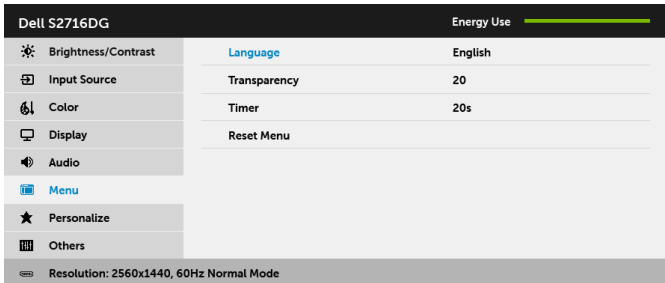 Dell S2716DG Energy Use
Brightness/Contrast Language English
Input Source Transparency 20
Color Timer 20s
Display Reset Menu
Audio
Menu
Personalize
Others
Resolution: 2560x1440, 60Hz Normal Mode